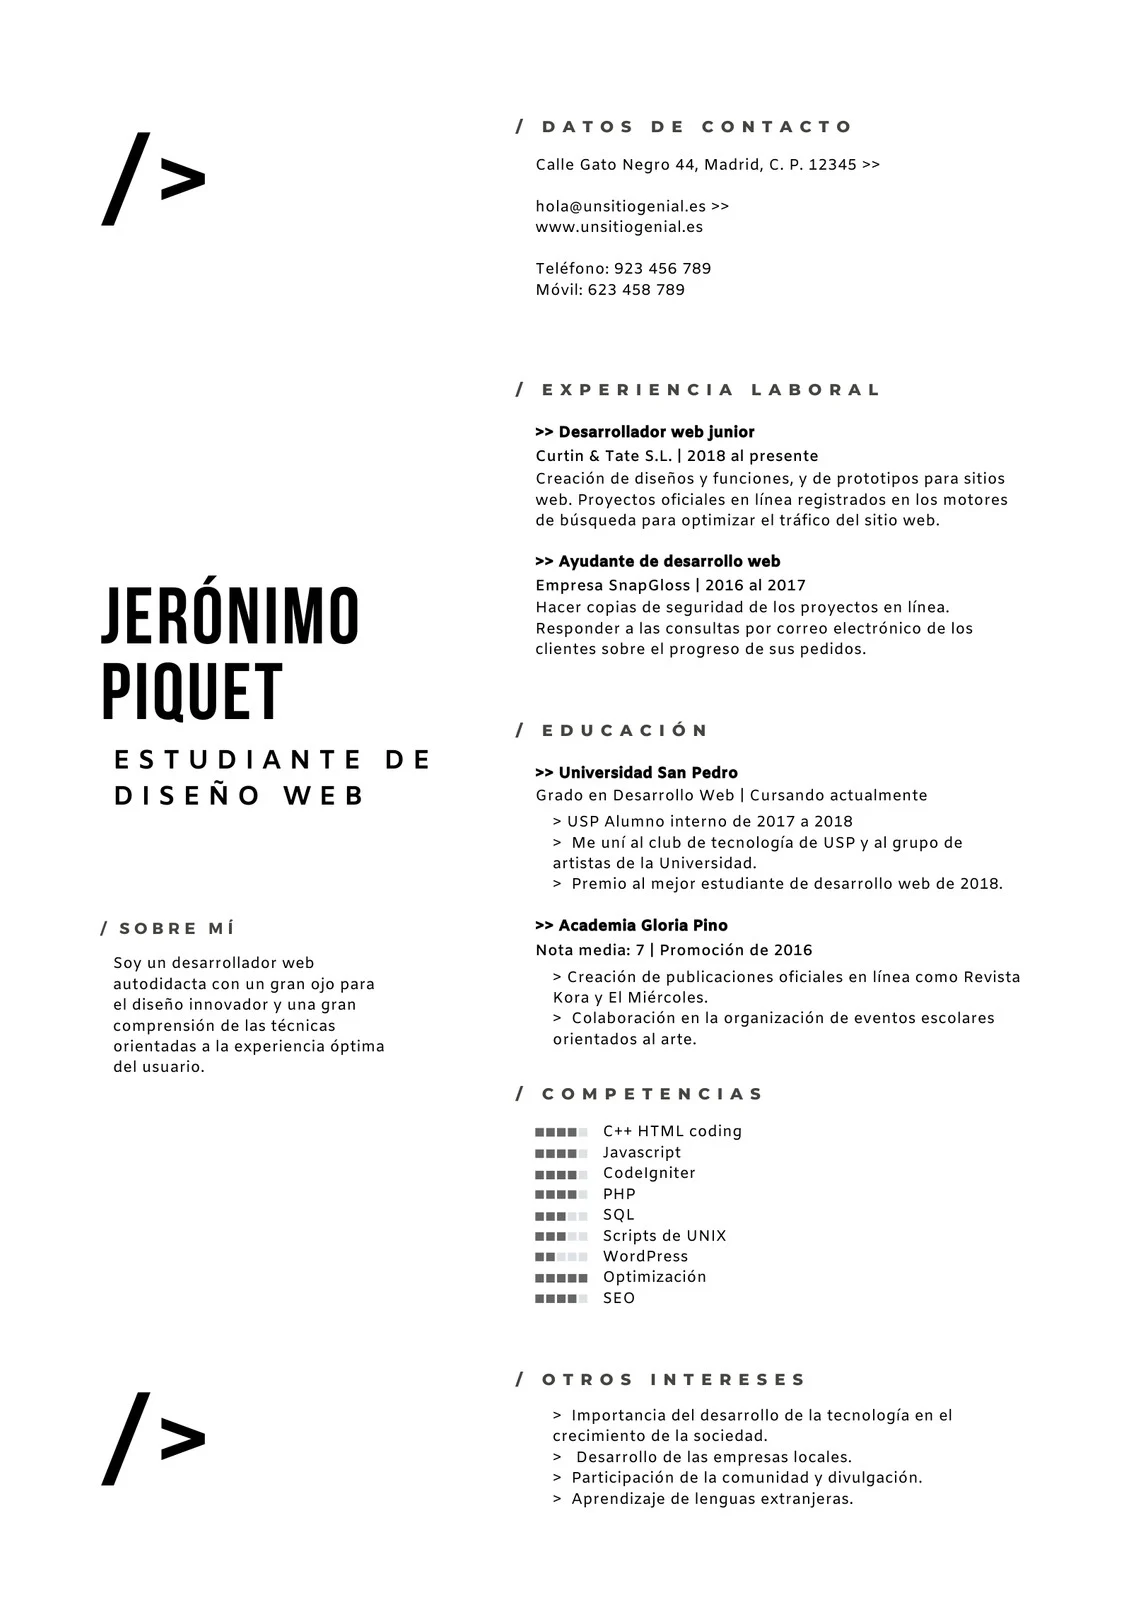 />
JERÓNIMO
PIQUET
ESTUDIANTE DE
DISEÑO WEB
/ SOBRE MÍ
Soy un desarrollador web
autodidacta con un gran ojo para
el diseño innovador y una gran
comprensión de las técnicas
orientadas a la experiencia óptima
del usuario.
/>
/ DATOS DE CONTACTO
Calle Gato Negro 44, Madrid, C. P. 12345 >>
hola@unsitiogenial.es >>
www.unsitiogenial.es
Teléfono: 923 456 789
Móvil: 623 458 789
/ EXPERIENCIA LABORAL
>> Desarrollador web junior
Curtin & Tate S.L. | 2018 al presente
Creación de diseños y funciones, y de prototipos para sitios
web. Proyectos oficiales en línea registrados en los motores
de búsqueda para optimizar el tráfico del sitio web.
>> Ayudante de desarrollo web
Empresa SnapGloss | 2016 al 2017
Hacer copias de seguridad de los proyectos en línea.
Responder a las consultas por correo electrónico de los
clientes sobre el progreso de sus pedidos.
/ EDUCACIÓN
>> Universidad San Pedro
Grado en Desarrollo Web | Cursando actualmente
> USP Alumno interno de 2017 a 2018
> Me uní al club de tecnología de USP y al grupo de
artistas de la Universidad.
> Premio al mejor estudiante de desarrollo web de 2018.
>> Academia Gloria Pino
Nota media: 7 | Promoción de 2016
> Creación de publicaciones oficiales en línea como Revista
Kora y El Miércoles.
> Colaboración en la organización de eventos escolares
orientados al arte.
/ COMPETENCIAS
C++ HTML coding
Javascript
CodeIgniter
PHP
SQL
Scripts de UNIX
WordPress
Optimización
SEO
/ OTROS INTERESES
> Importancia del desarrollo de la tecnología en el
crecimiento de la sociedad.
> Desarrollo de las empresas locales.
> Participación de la comunidad y divulgación.
> Aprendizaje de lenguas extranjeras.